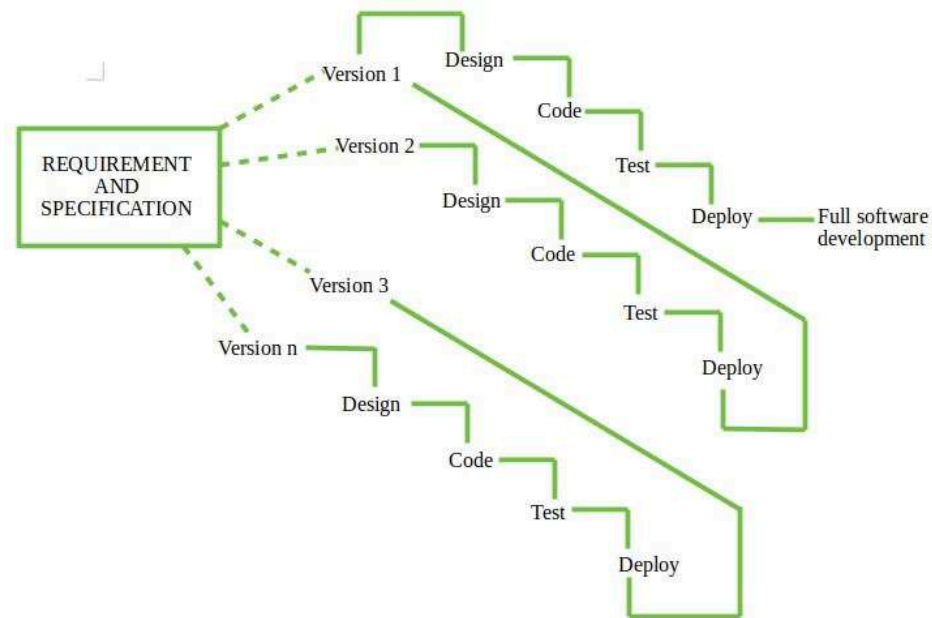 REQUIREMENT
AND
SPECIFICATION
Version 1
Design
Code
Test
Deploy
Full software
development
Version 2
Design
Code
Test
Deploy
Version 3
Version n
Design
Code
Test
Deploy